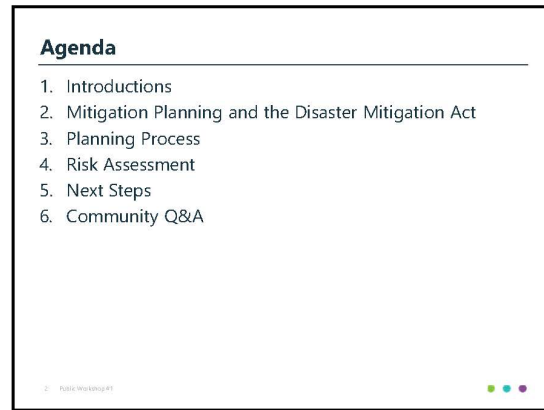 Agenda
1. Introductions
2. Mitigation Planning and the Disaster Mitigation Act
3. Planning Process
4. Risk Assessment
5. Next Steps
6. Community Q&A
2 Public Workshop #1